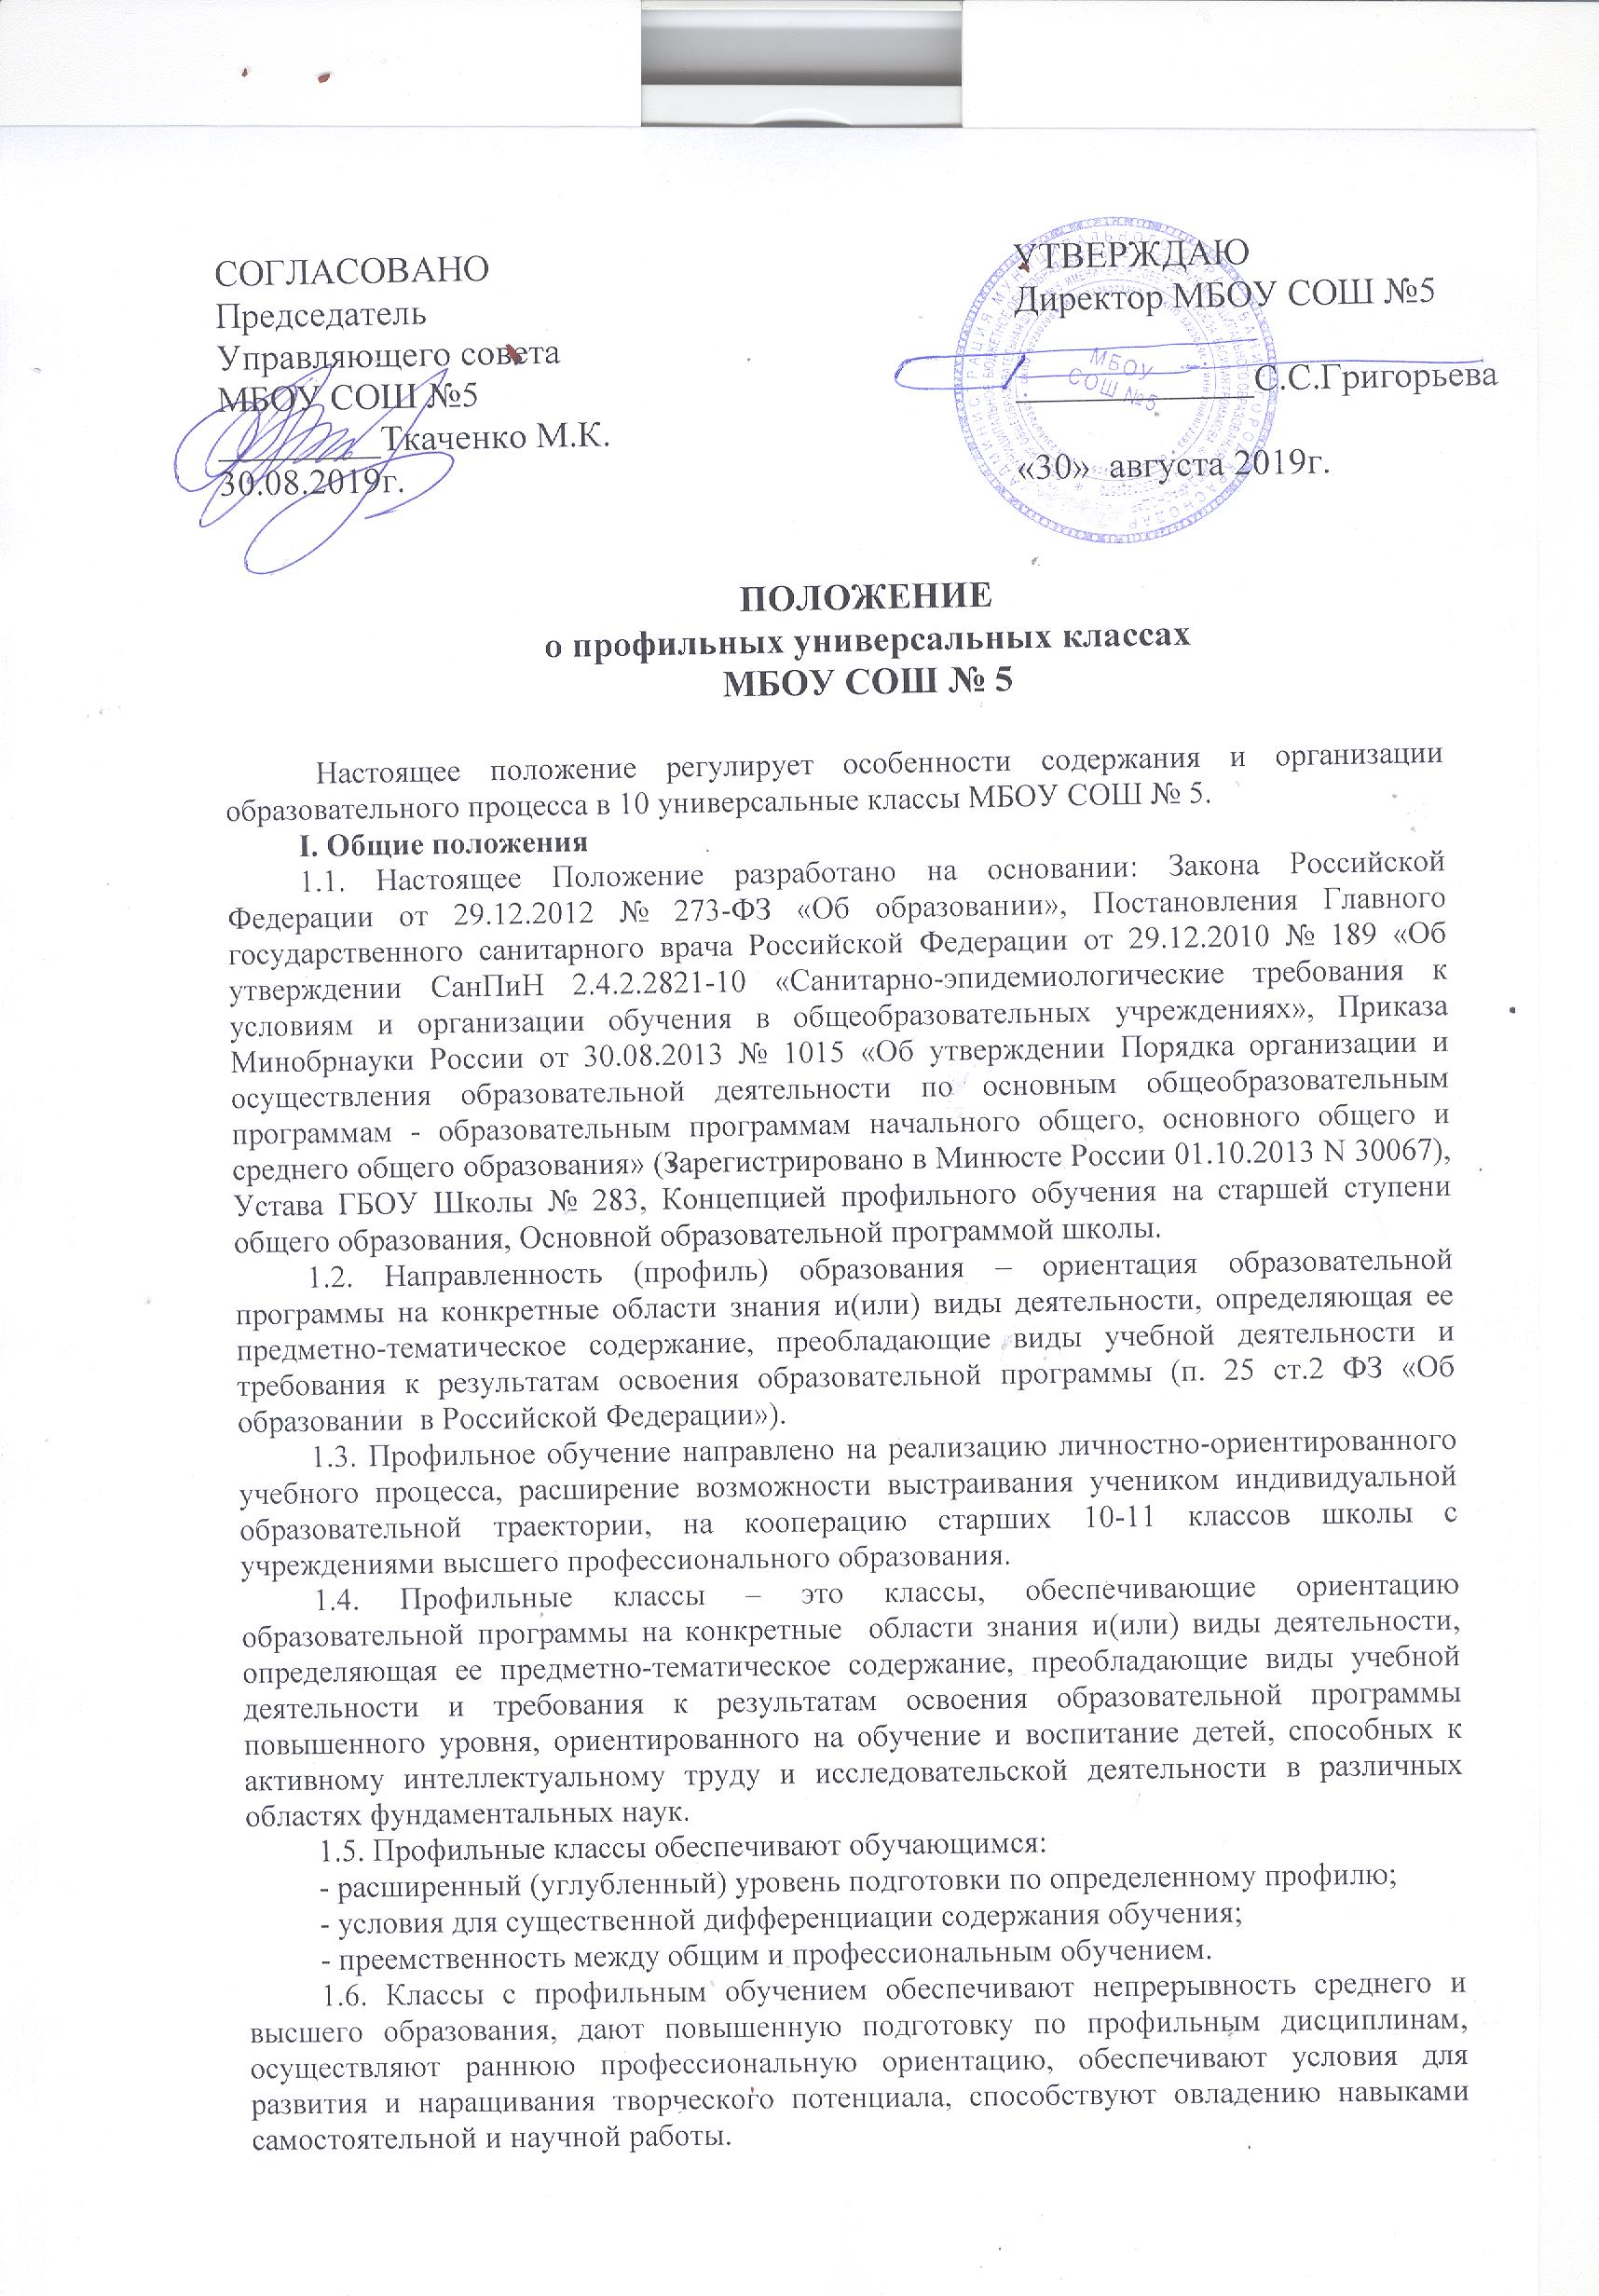 СОГЛАСОВАНО
Председатель
Управляющего совета
МБОУ СОШ №5
__________Ткаченко М.К.
30.08.2019г.
УТВЕРЖДАЮ
Директор МБОУ СОШ №5
_______________С.С.Григорьева
«30» августа 2019г.
МБОУ
СОШ №5
ПОЛОЖЕНИЕ
о профильных универсальных классах
МБОУ СОШ № 5
Настоящее положение регулирует особенности содержания и организации
образовательного процесса в 10 универсальные классы МБОУ СОШ № 5.
I. Общие положения
1.1. Настоящее Положение разработано на основании: Закона Российской
Федерации от 29.12.2012 № 273-ФЗ «Об образовании», Постановления Главного
государственного санитарного врача Российской Федерации от 29.12.2010 № 189 «Об
утверждении СанПиН 2.4.2.2821-10 «Санитарно-эпидемиологические требования к
условиям и организации обучения в общеобразовательных учреждениях», Приказа
Минобрнауки России от 30.08.2013 № 1015 «Об утверждении Порядка организации и
осуществления образовательной деятельности по основным общеобразовательным
программам - образовательным программам начального общего, основного общего и
среднего общего образования» (Зарегистрировано в Минюсте России 01.10.2013 N 30067),
Устава ГБОУ Школы № 283, Концепцией профильного обучения на старшей ступени
общего образования, Основной образовательной программой школы.
1.2. Направленность (профиль) образования – ориентация образовательной
программы на конкретные области знания и(или) виды деятельности, определяющая ее
предметно-тематическое содержание, преобладающие виды учебной деятельности и
требования к результатам освоения образовательной программы (п. 25 ст.2 ФЗ «Об
образовании в Российской Федерации»).
1.3. Профильное обучение направлено на реализацию личностно-ориентированного
учебного процесса, расширение возможности выстраивания учеником индивидуальной
образовательной траектории, на кооперацию старших 10-11 классов школы с
учреждениями высшего профессионального образования.
1.4. Профильные классы – это классы, обеспечивающие ориентацию
образовательной программы на конкретные области знания и(или) виды деятельности,
определяющая ее предметно-тематическое содержание, преобладающие виды учебной
деятельности и требования к результатам освоения образовательной программы
повышенного уровня, ориентированного на обучение и воспитание детей, способных к
активному интеллектуальному труду и исследовательской деятельности в различных
областях фундаментальных наук.
1.5. Профильные классы обеспечивают обучающимся:
- расширенный (углубленный) уровень подготовки по определенному профилю;
- условия для существенной дифференциации содержания обучения;
- преемственность между общим и профессиональным обучением.
1.6. Классы с профильным обучением обеспечивают непрерывность среднего и
высшего образования, дают повышенную подготовку по профильным дисциплинам,
осуществляют раннюю профессиональную ориентацию, обеспечивают условия для
развития и наращивания творческого потенциала, способствуют овладению навыками
самостоятельной и научной работы.